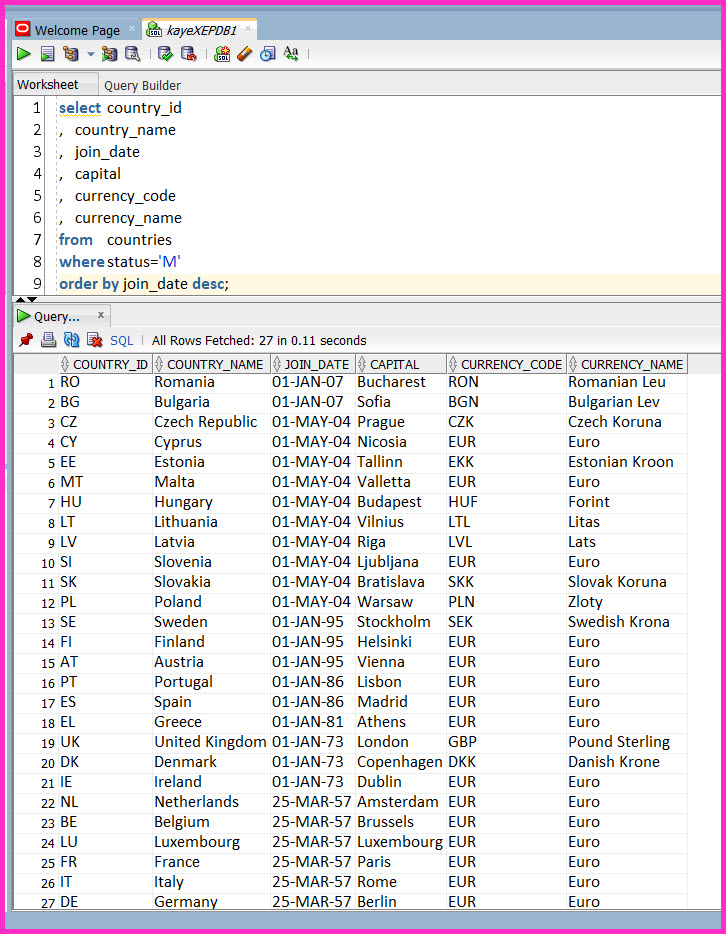 Welcome Page × kayeXEPDB1 ×
Worksheet Query Builder
1 select country_id
2 , country_name
3 , join_date
4 , capital
5 , currency_code
6 , currency_name
7 from countries
8 where status='M'
9 order by join_date desc;
Query... x
SQL | All Rows Fetched: 27 in 0.11 seconds
COUNTRY_ID COUNTRY_NAME JOIN_DATE CAPITAL CURRENCY_CODE CURRENCY_NAME
1 RO Romania 01-JAN-07 Bucharest RON Romanian Leu
2 BG Bulgaria 01-JAN-07 Sofia BGN Bulgarian Lev
3 CZ Czech Republic 01-MAY-04 Prague CZK Czech Koruna
4 CY Cyprus 01-MAY-04 Nicosia EUR Euro
5 EE Estonia 01-MAY-04 Tallinn EKK Estonian Kroon
6 MT Malta 01-MAY-04 Valletta EUR Euro
7 HU Hungary 01-MAY-04 Budapest HUF Forint
8 LT Lithuania 01-MAY-04 Vilnius LTL Litas
9 LV Latvia 01-MAY-04 Riga LVL Lats
10 SI Slovenia 01-MAY-04 Ljubljana EUR Euro
11 SK Slovakia 01-MAY-04 Bratislava SKK Slovak Koruna
12 PL Poland 01-MAY-04 Warsaw PLN Zloty
13 SE Sweden 01-JAN-95 Stockholm SEK Swedish Krona
14 FI Finland 01-JAN-95 Helsinki EUR Euro
15 AT Austria 01-JAN-95 Vienna EUR Euro
16 PT Portugal 01-JAN-86 Lisbon EUR Euro
17 ES Spain 01-JAN-86 Madrid EUR Euro
18 EL Greece 01-JAN-81 Athens EUR Euro
19 UK United Kingdom 01-JAN-73 London GBP Pound Sterling
20 DK Denmark 01-JAN-73 Copenhagen DKK Danish Krone
21 IE Ireland 01-JAN-73 Dublin EUR Euro
22 NL Netherlands 25-MAR-57 Amsterdam EUR Euro
23 BE Belgium 25-MAR-57 Brussels EUR Euro
24 LU Luxembourg 25-MAR-57 Luxembourg EUR Euro
25 FR France 25-MAR-57 Paris EUR Euro
26 IT Italy 25-MAR-57 Rome EUR Euro
27 DE Germany 25-MAR-57 Berlin EUR Euro